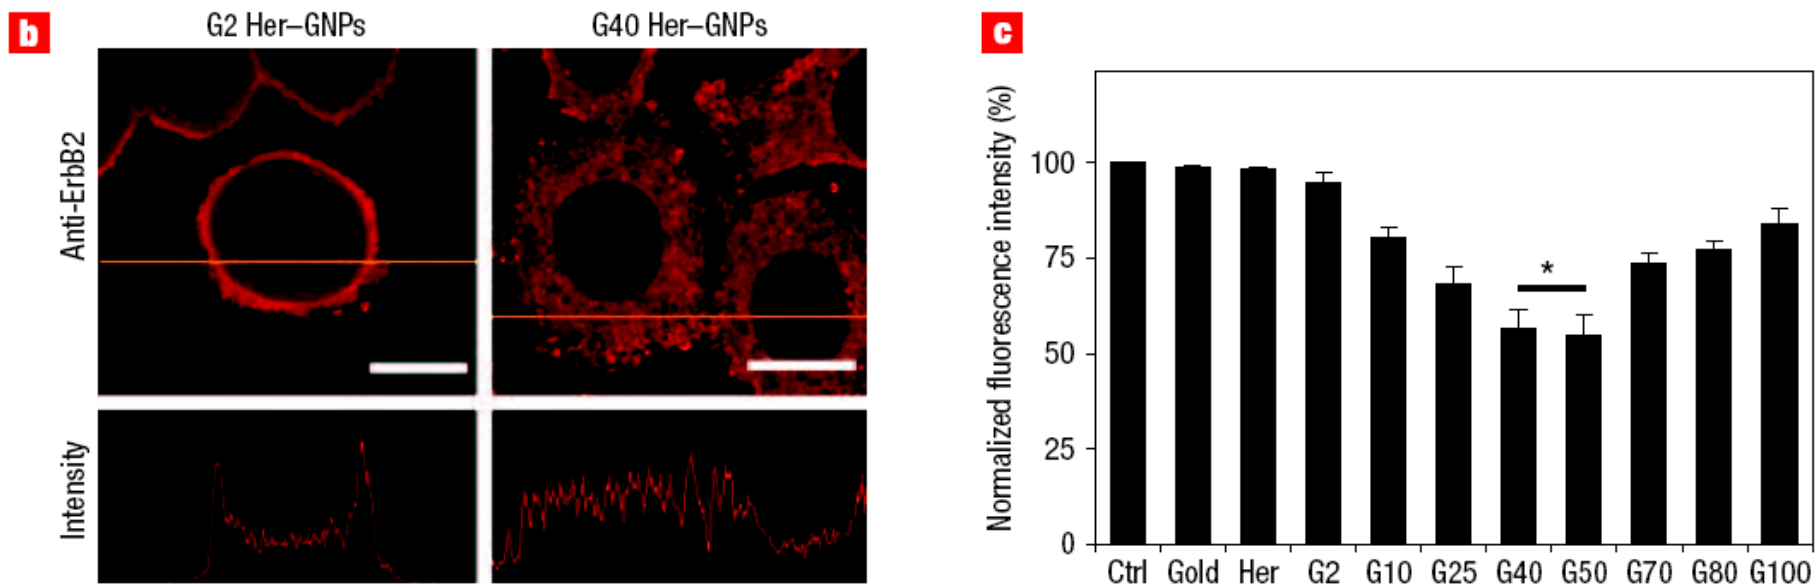 b
G2 Her–GNPs
G40 Her–GNPs
Anti-ErbB2
Intensity
c
Normalized fluorescence intensity (%)
100
75
50
25
0
*
Ctrl Gold Her G2 G10 G25 G40 G50 G70 G80 G100